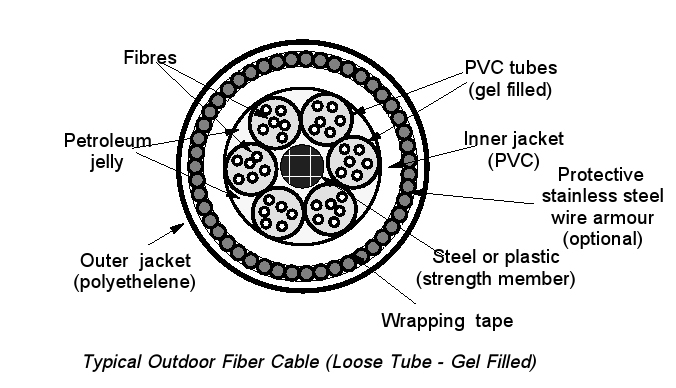 Fibres
PVC tubes
(gel filled)
Petroleum
jelly
Inner jacket
(PVC)
Protective
stainless steel
wire armour
(optional)
Outer jacket
(polyethelene)
Steel or plastic
(strength member)
Wrapping tape
Typical Outdoor Fiber Cable (Loose Tube - Gel Filled)